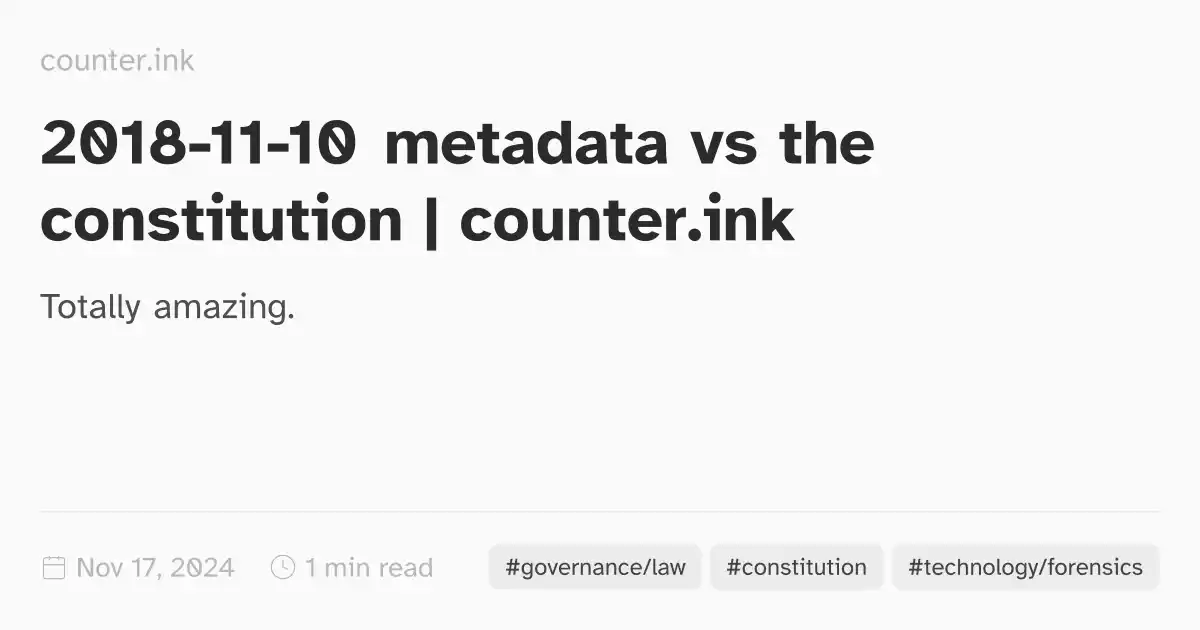 counter.ink
2018-11-10 metadata vs the
constitution | counter.ink
Totally amazing.
Nov 17, 2024 1 min read #governance/law #constitution #technology/forensics